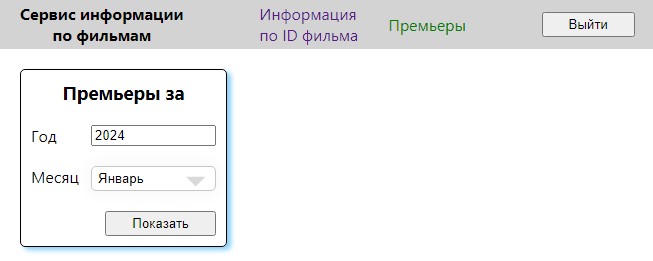 Сервис информации
по фильмам
Информация
по ID фильма
Премьеры
Выйти
Премьеры за
Год
2024
Месяц
Январь
Показать